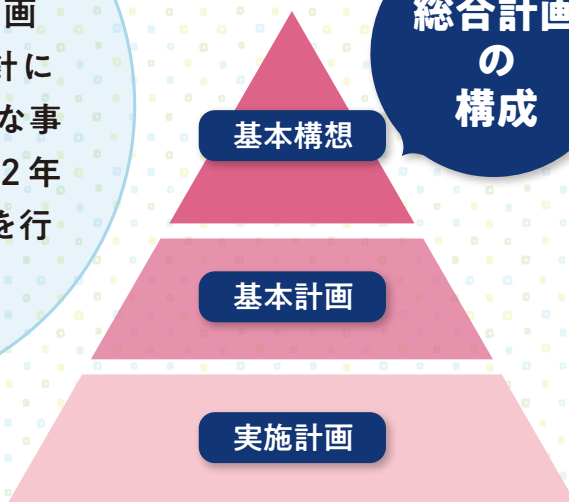 画
計に
な事
2年
を行
総合計画
の
構成
基本構想
基本計画
実施計画